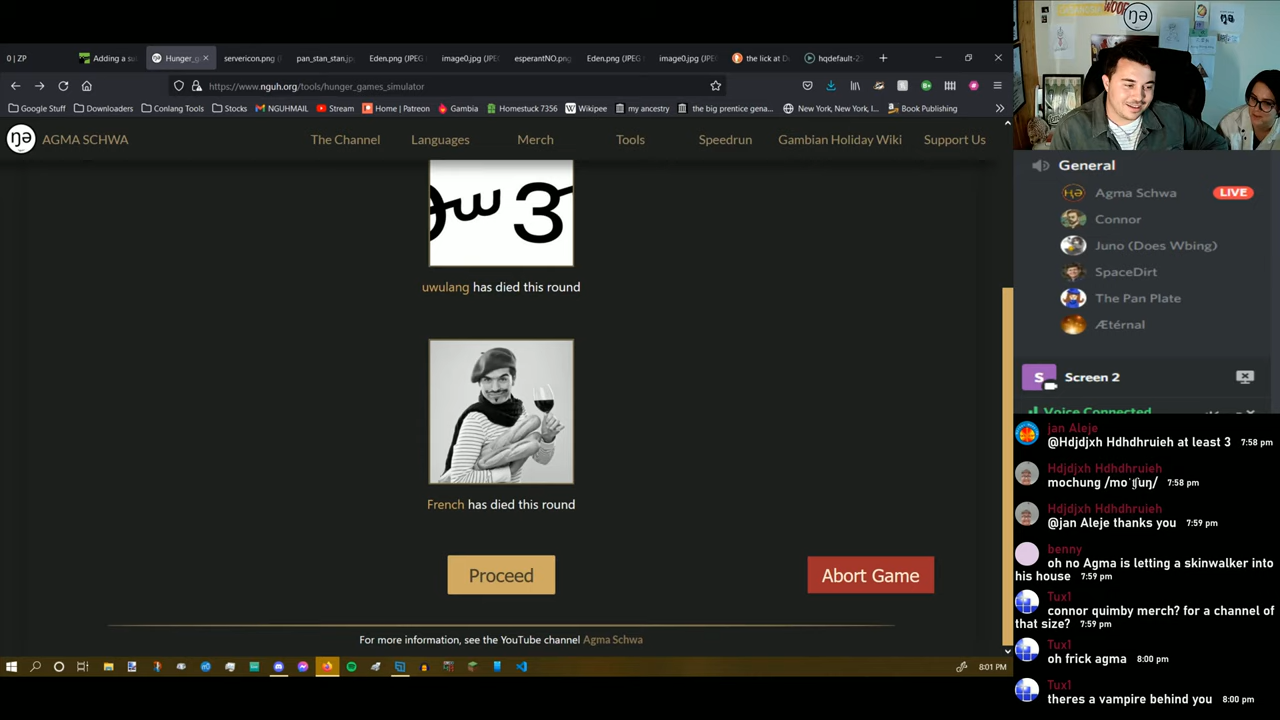 0 | ZP
Adding a su
Hunger_g
servericon.png
pan_stan_stan.jp
Eden.png (JPEG
image0.jpg (JPE
esperantNO.png
Eden.png (JPEG
image0.jpg (JPE
the lick at D
hqdefault-2
https://www.nguh.org/tools/hunger_games_simulator
Google Stuff
Downloaders
Conlang Tools
Stocks
NGUHMAIL
Stream
Home | Patreon
Gambia
Homestuck 7356
Wikipee
my ancestry
the big prectice gena...
New York, New York, I...
Book Publishing
ŋə AGMA SCHWA
The Channel
Languages
Merch
Tools
Speedrun
Gambian Holiday Wiki
Support Us
uwulang has died this round
French has died this round
Proceed
Abort Game
For more information, see the YouTube channel Agma Schwa
8:01 PM
ŋə
General
Agma Schwa LIVE
Connor
Juno (Does Wbing)
SpaceDirt
The Pan Plate
Ætérnal
S Screen 2
Voice Connected
jan Aleje
@Hdjdjxh Hdhdhruieh at least 3 7:58 pm
Hdjdjxh Hdhdhruieh
mochung /moˈʧuŋ/ 7:58 pm
Hdjdjxh Hdhdhruieh
@jan Aleje thanks you 7:59 pm
benny
oh no Agma is letting a skinwalker into
his house 7:59 pm
Tux1
connor quimby merch? for a channel of
that size? 7:59 pm
Tux1
oh frick agma 8:00 pm
Tux1
theres a vampire behind you 8:00 pm